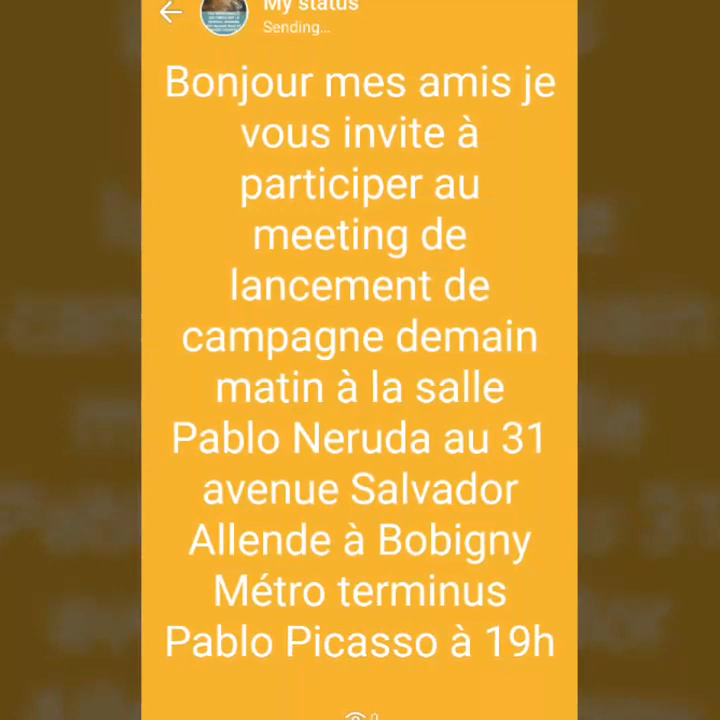 My status
Sending...
Bonjour mes amis je
vous invite à
participer au
meeting de
lancement de
campagne demain
matin à la salle
Pablo Neruda au 31
avenue Salvador
Allende à Bobigny
Métro terminus
Pablo Picasso à 19h